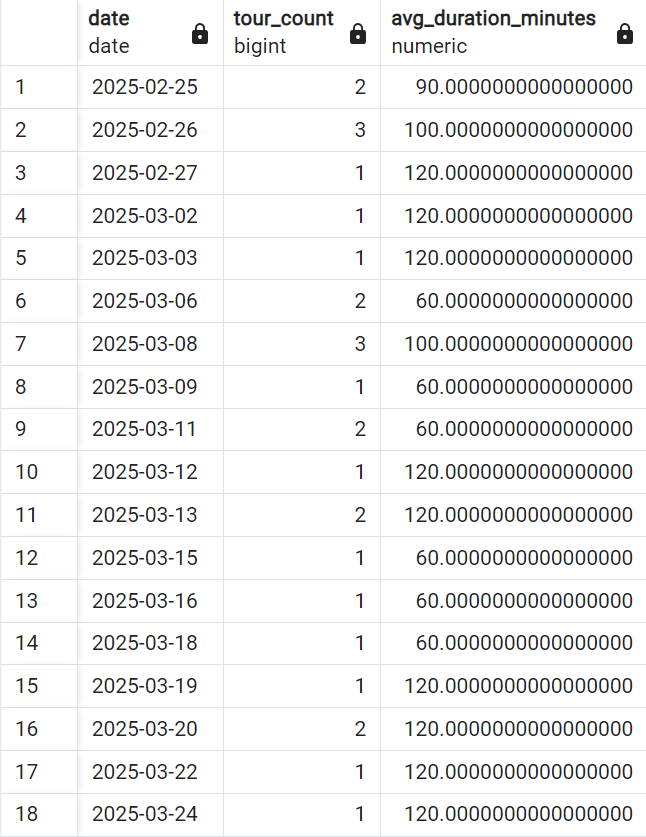 date tour_count avg_duration_minutes
date bigint numeric
1 2025-02-25 2 90.0000000000000000
2 2025-02-26 3 100.0000000000000000
3 2025-02-27 1 120.0000000000000000
4 2025-03-02 1 120.0000000000000000
5 2025-03-03 1 120.0000000000000000
6 2025-03-06 2 60.0000000000000000
7 2025-03-08 3 100.0000000000000000
8 2025-03-09 1 60.0000000000000000
9 2025-03-11 2 60.0000000000000000
10 2025-03-12 1 120.0000000000000000
11 2025-03-13 2 120.0000000000000000
12 2025-03-15 1 60.0000000000000000
13 2025-03-16 1 60.0000000000000000
14 2025-03-18 1 60.0000000000000000
15 2025-03-19 1 120.0000000000000000
16 2025-03-20 2 120.0000000000000000
17 2025-03-22 1 120.0000000000000000
18 2025-03-24 1 120.0000000000000000